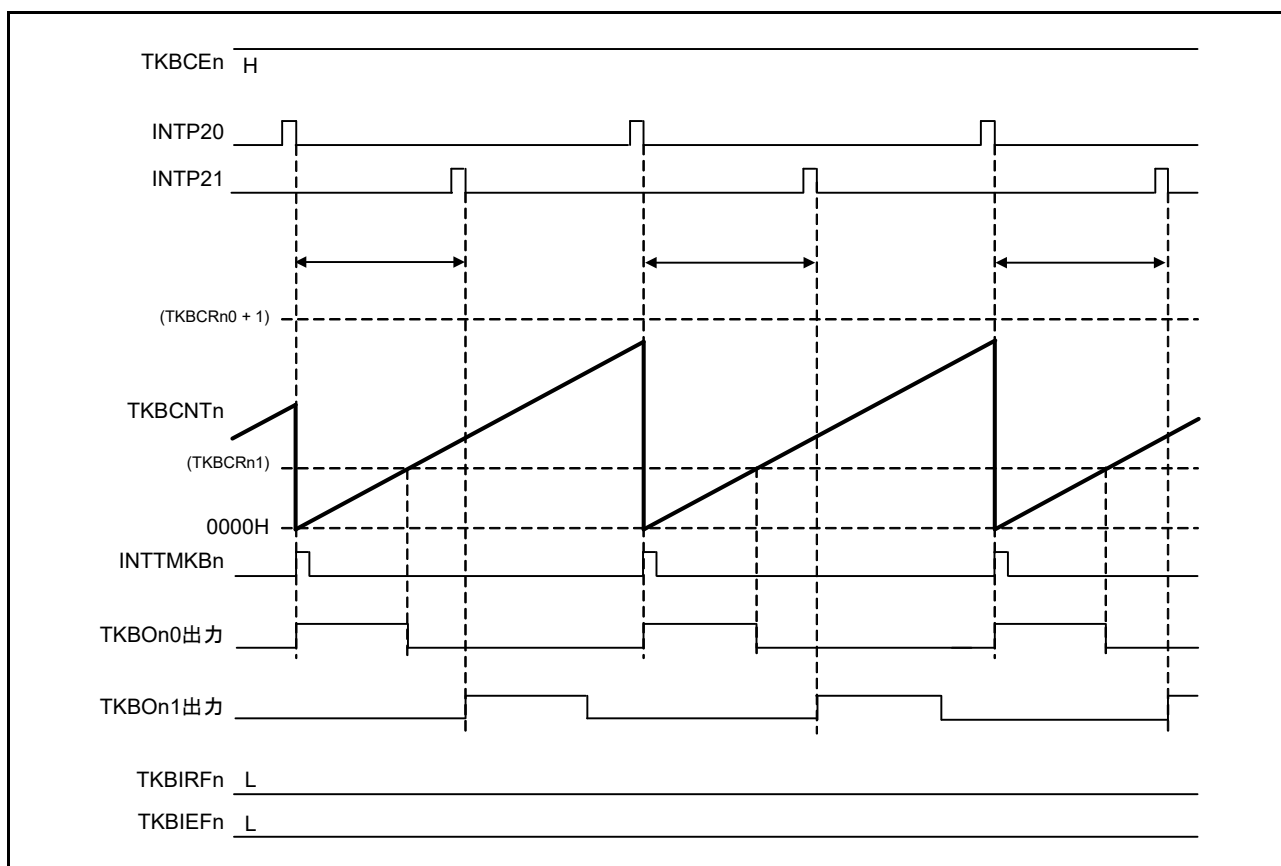 TKBCEn H
INTP20
INTP21
(TKBCRn0 + 1)
TKBCNTn
(TKBCRn1)
0000H
INTTMKBn
TKBOn0出力
TKBOn1出力
TKBIRFn L
TKBIEFn L